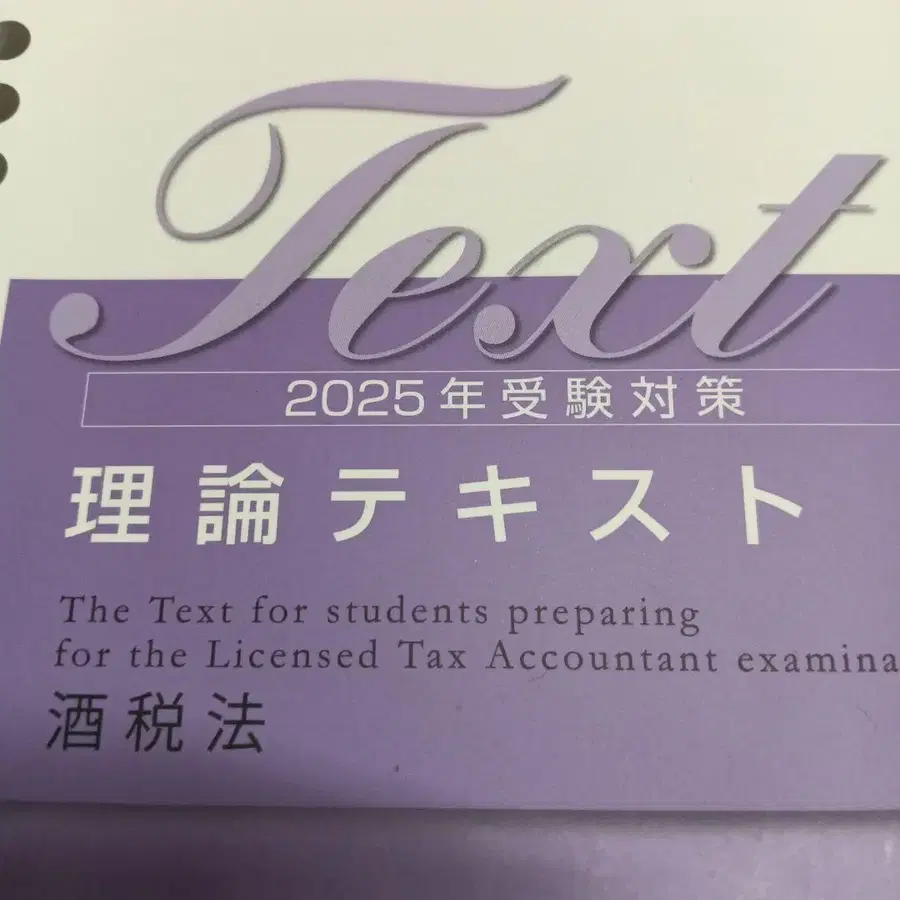 Text
2025年受験対策
理論テキスト
The Text for students preparing
for the Licensed Tax Accountant examina
酒税法